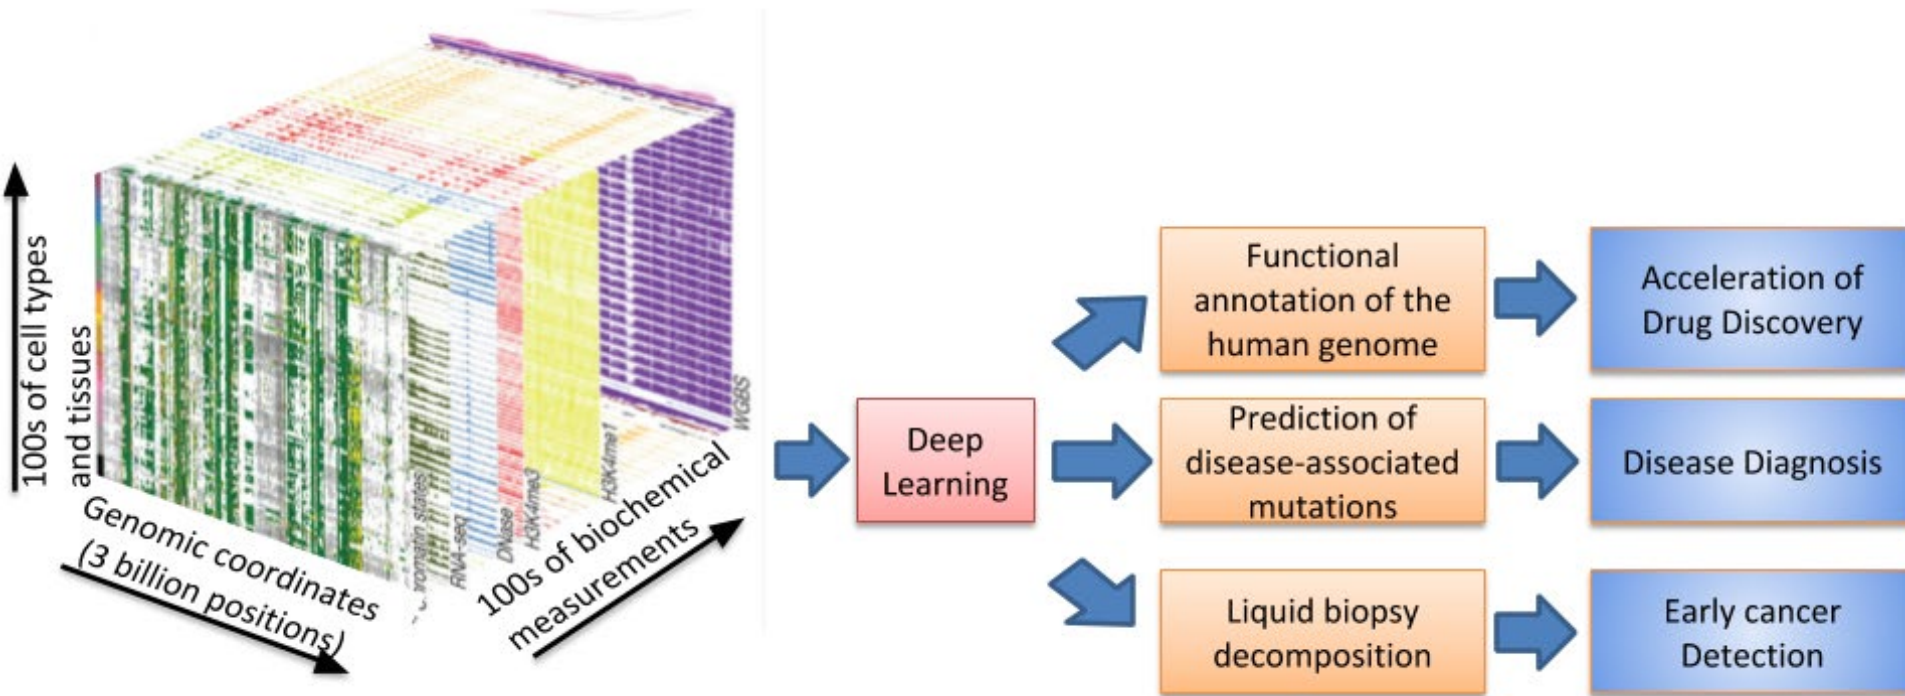 100s of cell types
and tissues
Genomic coordinates
(3 billion positions)
100s of biochemical
measurements
hromatin states
RNA-seq
DNase
H3K4me3
H3K4me1
WGBS
Deep
Learning
Functional
annotation of the
human genome
Acceleration of
Drug Discovery
Prediction of
disease-associated
mutations
Disease Diagnosis
Liquid biopsy
decomposition
Early cancer
Detection